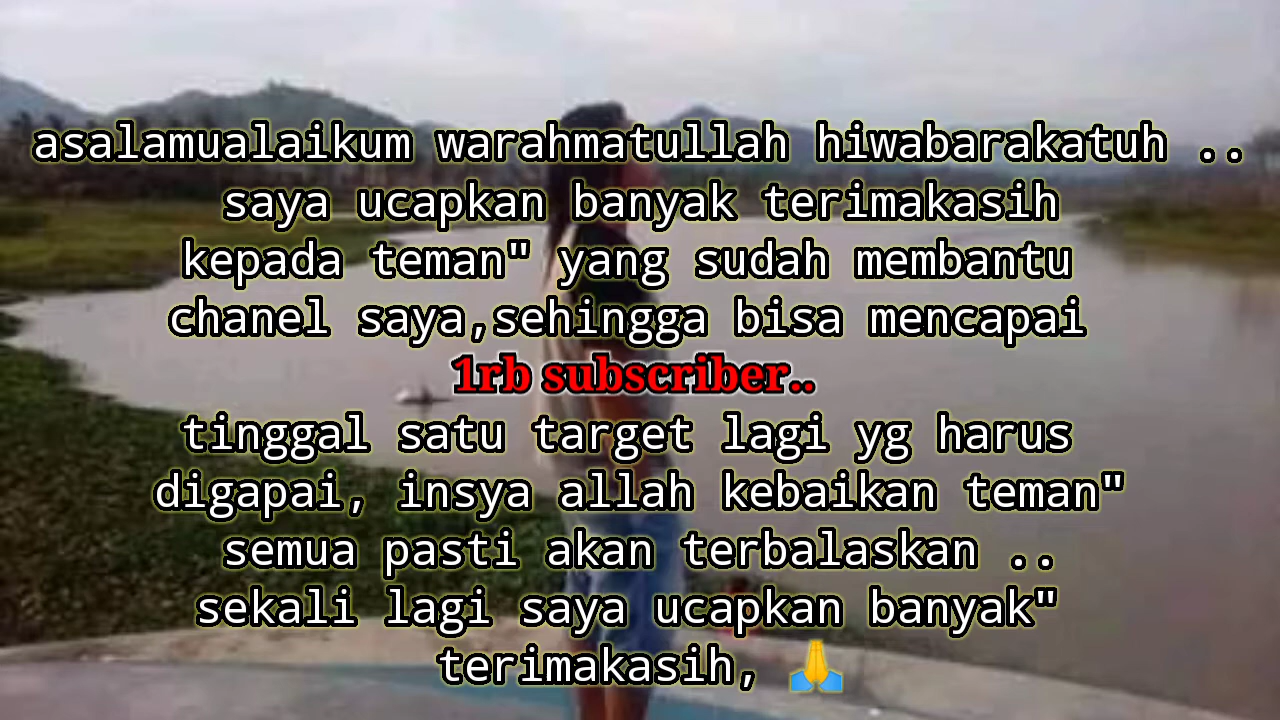 asalamualaikum warahmatullah hiwabarakatuh ..
saya ucapkan banyak terimakasih
kepada teman" yang sudah membantu
chanel saya,sehingga bisa mencapai
1rb subscriber..
tinggal satu target lagi yg harus
digapai, insya allah kebaikan teman"
semua pasti akan terbalaskan ..
sekali lagi saya ucapkan banyak"
terimakasih, 🙏